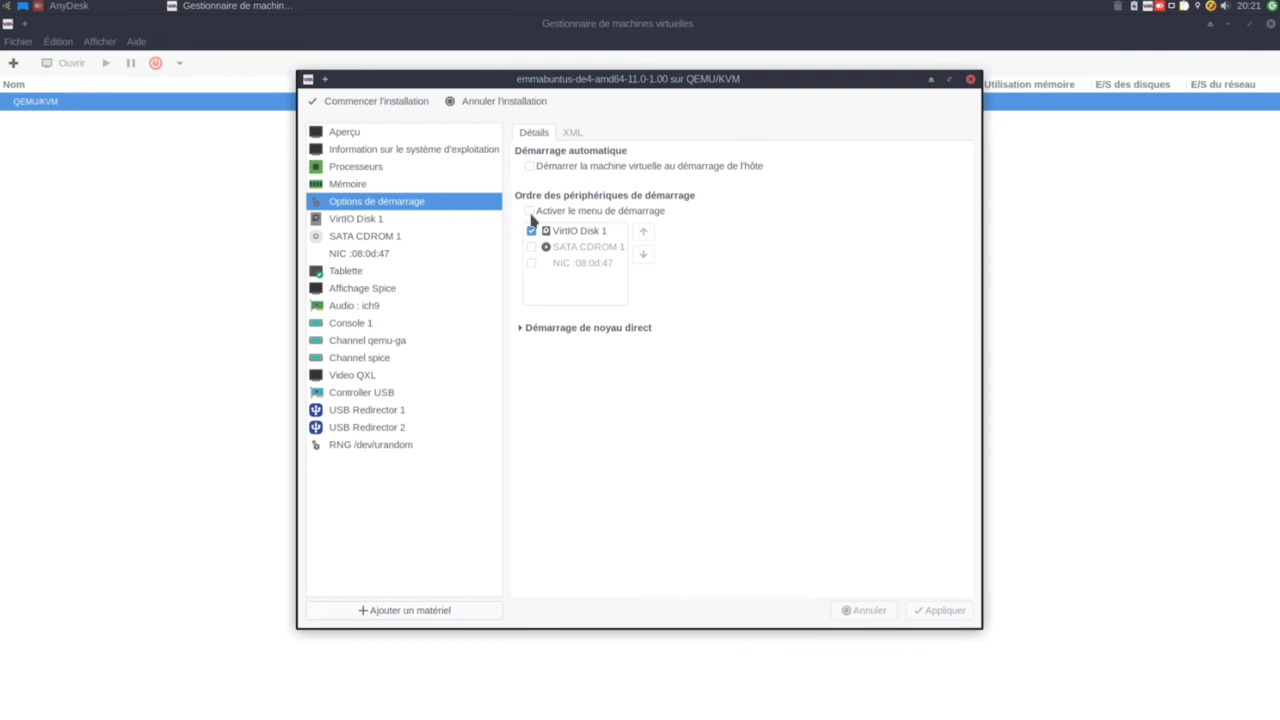 AnyDesk
Gestionnaire de machin...
20:21
Gestionnaire de machines virtuelles
Fichier Édition Afficher Aide
Ouvrir
Nom
Utilisation mémoire
E/S des disques
E/S du réseau
QEMU/KVM
emmabuntus-de4-amd64-11.0-1.00 sur QEMU/KVM
Commencer l'installation
Annuler l'installation
Aperçu
Information sur le système d'exploitation
Processeurs
Mémoire
Options de démarrage
VirtIO Disk 1
SATA CDROM 1
NIC :08:0d:47
Tablette
Affichage Spice
Audio : ich9
Console 1
Channel qemu-ga
Channel spice
Video QXL
Controller USB
USB Redirector 1
USB Redirector 2
RNG /dev/urandom
Ajouter un matériel
Détails
XML
Démarrage automatique
Démarrer la machine virtuelle au démarrage de l'hôte
Ordre des périphériques de démarrage
Activer le menu de démarrage
VirtIO Disk 1
SATA CDROM 1
NIC :08:0d:47
Démarrage de noyau direct
Annuler
Appliquer